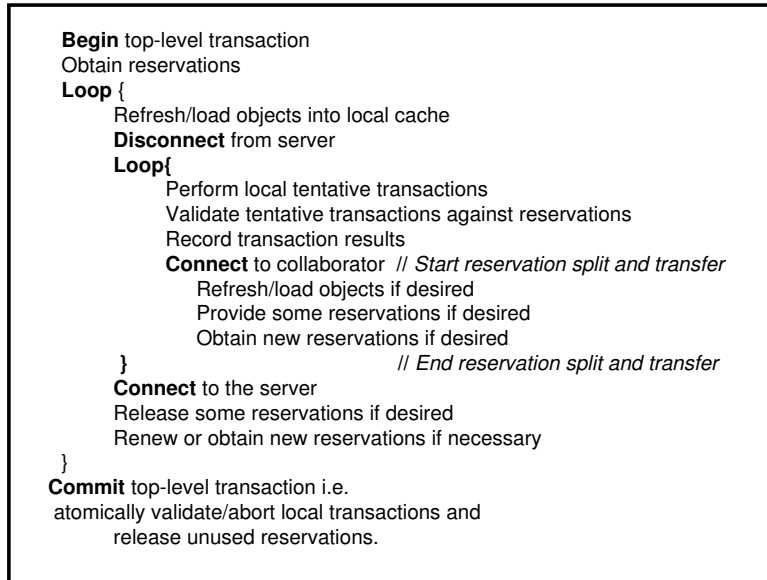 Begin top-level transaction
Obtain reservations
Loop {
Refresh/load objects into local cache
Disconnect from server
Loop{
Perform local tentative transactions
Validate tentative transactions against reservations
Record transaction results
Connect to collaborator // Start reservation split and transfer
Refresh/load objects if desired
Provide some reservations if desired
Obtain new reservations if desired
} // End reservation split and transfer
Connect to the server
Release some reservations if desired
Renew or obtain new reservations if necessary
}
Commit top-level transaction i.e.
atomically validate/abort local transactions and
release unused reservations.